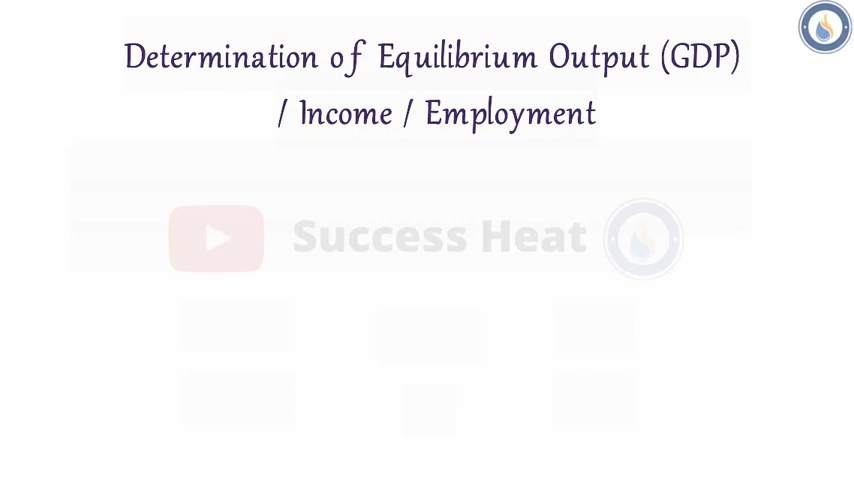 Determination of Equilibrium Output (GDP)
/ Income / Employment
Success Heat